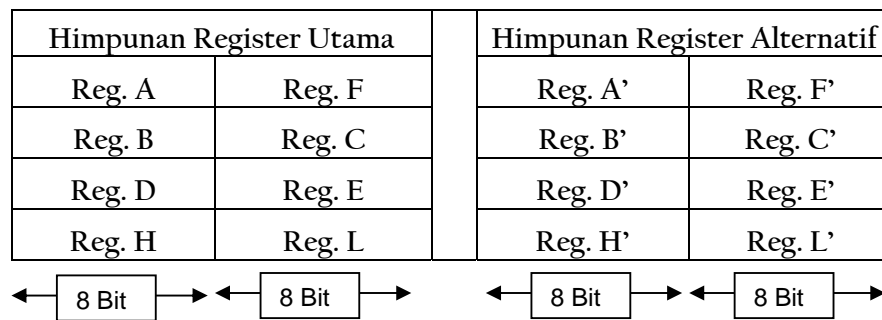 Himpunan Register Utama Himpunan Register Alternatif
Reg. A Reg. F Reg. A’ Reg. F’
Reg. B Reg. C Reg. B’ Reg. C’
Reg. D Reg. E Reg. D’ Reg. E’
Reg. H Reg. L Reg. H’ Reg. L’
8 Bit 8 Bit 8 Bit 8 Bit